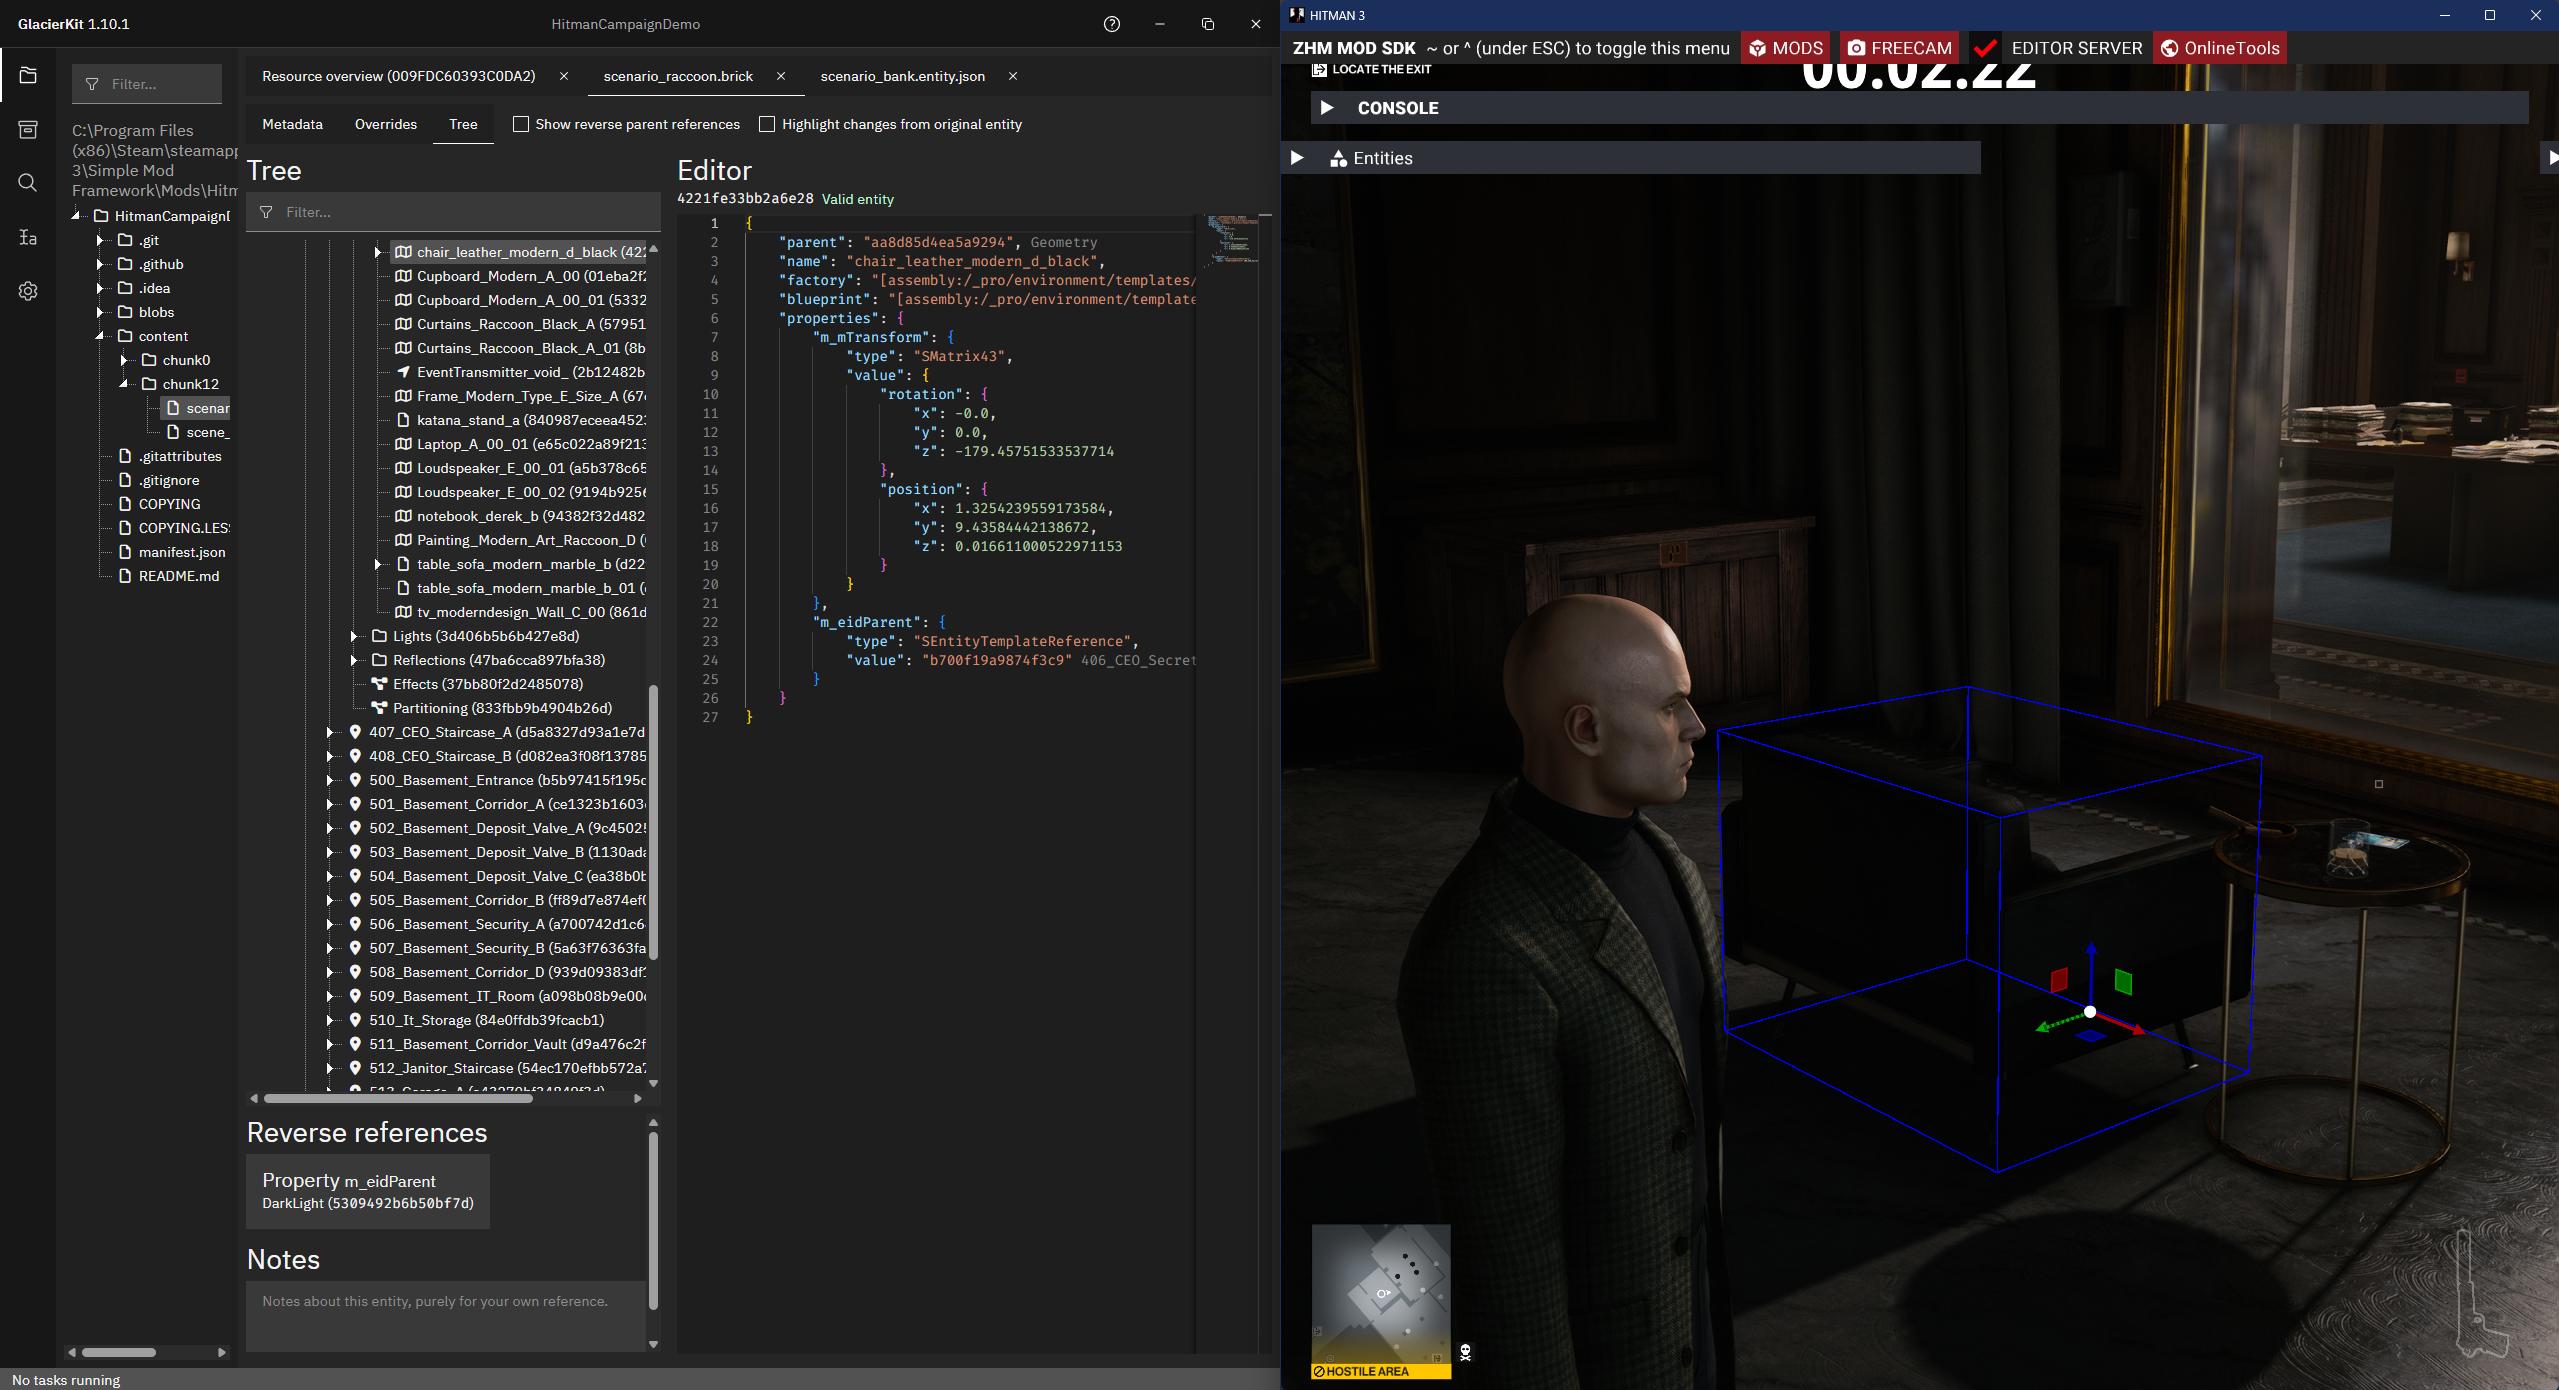 GlacierKit 1.10.1
HitmanCampaignDemo
Filter...
C:\Program Files
(x86)\Steam\steamapp
3\Simple Mod
Framework\Mods\Hitm
HitmanCampaignD
.git
.github
.idea
blobs
content
chunk0
chunk12
scenar
scene_
.gitattributes
.gitignore
COPYING
COPYING.LES
manifest.json
README.md
Resource overview (009FDC60393C0DA2)
scenario_raccoon.brick
scenario_bank.entity.json
Metadata
Overrides
Tree
Show reverse parent references
Highlight changes from original entity
Tree
Filter...
chair_leather_modern_d_black (422
Cupboard_Modern_A_00 (01eba2f2
Cupboard_Modern_A_00_01 (5332
Curtains_Raccoon_Black_A (57951
Curtains_Raccoon_Black_A_01 (8b
EventTransmitter_void_ (2b12482b
Frame_Modern_Type_E_Size_A (67
katana_stand_a (840987eceea4523
Laptop_A_00_01 (e65c022a89f213
Loudspeaker_E_00_01 (a5b378c65
Loudspeaker_E_00_02 (9194b9256
notebook_derek_b (94382f32d482
Painting_Modern_Art_Raccoon_D (
table_sofa_modern_marble_b (d22
table_sofa_modern_marble_b_01 (
tv_moderndesign_Wall_C_00 (861d
Lights (3d406b5b6b427e8d)
Reflections (47ba6cca897bfa38)
Effects (37bb80f2d2485078)
Partitioning (833fbb9b4904b26d)
407_CEO_Staircase_A (d5a8327d93a1e7d
408_CEO_Staircase_B (d082ea3f08f13785
500_Basement_Entrance (b5b97415f195c
501_Basement_Corridor_A (ce1323b1603
502_Basement_Deposit_Valve_A (9c4502
503_Basement_Deposit_Valve_B (1130ada
504_Basement_Deposit_Valve_C (ea38b0b
505_Basement_Corridor_B (ff89d7e874ef
506_Basement_Security_A (a700742d1c6
507_Basement_Security_B (5a63f76363fa
508_Basement_Corridor_D (939d09383df
509_Basement_IT_Room (a098b08b9e00
510_It_Storage (84e0ffdb39fcacb1)
511_Basement_Corridor_Vault (d9a476c2f
512_Janitor_Staircase (54ec170efbb572a7
Reverse references
Property m_eidParent
DarkLight (5309492b6b50bf7d)
Notes
Notes about this entity, purely for your own reference.
No tasks running
Editor
4221fe33bb2a6e28 Valid entity
1 {
2 "parent": "aa8d85d4ea5a9294", Geometry
3 "name": "chair_leather_modern_d_black",
4 "factory": "[assembly:/_pro/environment/templates/
5 "blueprint": "[assembly:/_pro/environment/template
6 "properties": {
7 "m_mTransform": {
8 "type": "SMatrix43",
9 "value": {
10 "rotation": {
11 "x": -0.0,
12 "y": 0.0,
13 "z": -179.45751533537714
14 },
15 "position": {
16 "x": 1.3254239559173584,
17 "y": 9.43584442138672,
18 "z": 0.016611000522971153
19 }
20 }
21 },
22 "m_eidParent": {
23 "type": "SEntityTemplateReference",
24 "value": "b700f19a9874f3c9" 406_CEO_Secret
25 }
26 }
27 }
HITMAN 3
ZHM MOD SDK ~ or ^ (under ESC) to toggle this menu
MODS
FREECAM
EDITOR SERVER
OnlineTools
LOCATE THE EXIT
00:02.22
CONSOLE
Entities
HOSTILE AREA